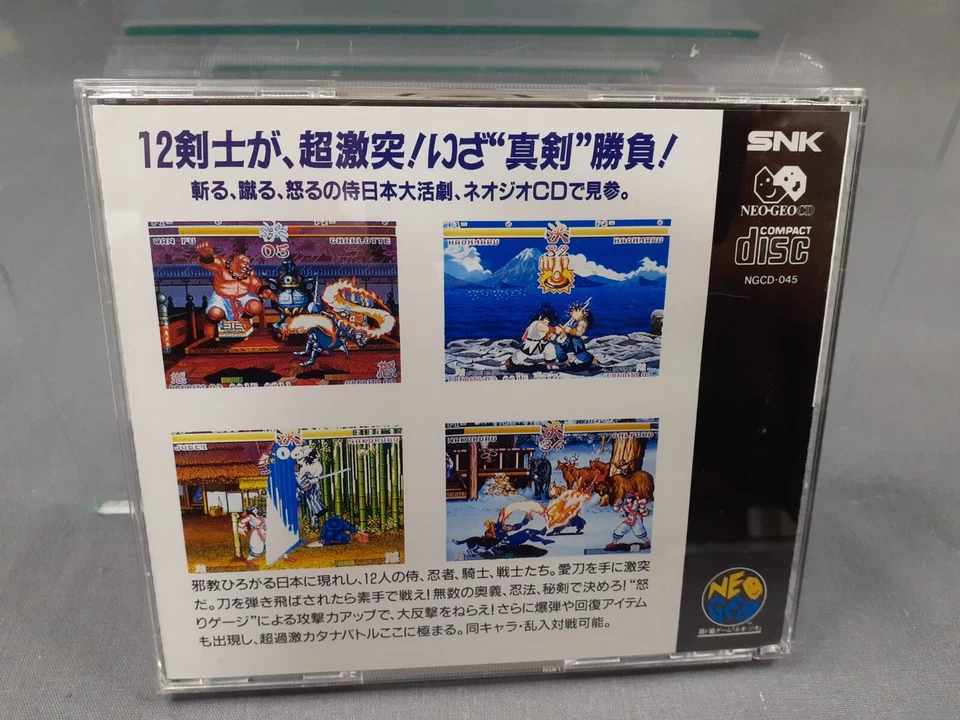 12剣士が、超激突！いざ“真剣”勝負！
斬る、蹴る、怒るの侍日本大活劇、ネオジオCDで見参。
SNK
NEO・GEO CD
COMPACT
disc
NGCD-045
WAN FU
CHARLOTTE
05
HAOHMARU
HAOHMARU
32
JUBEI
NAKORURU
06
NAKORURU
GALFORD
邪教ひろがる日本に現れし、12人の侍、忍者、騎士、戦士たち。愛刀を手に激突
だ。刀を弾き飛ばされたら素手で戦え！無数の奥義、忍法、秘剣で決めろ！“怒
りゲージ”による攻撃力アップで、大反撃をねらえ！さらに爆弾や回復アイテム
も出現し、超過激カタナバトルここに極まる。同キャラ・乱入対戦可能。
NEO
GEO